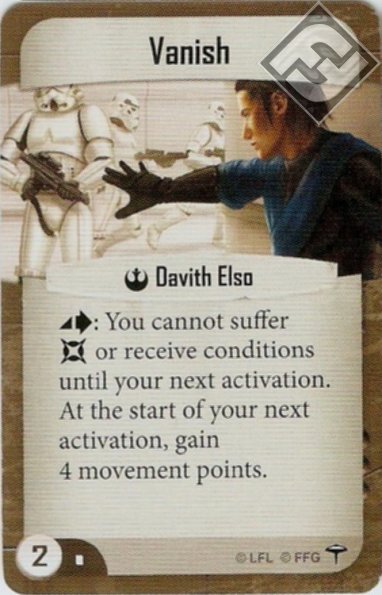 Vanish
Davith Elso
: You cannot suffer
or receive conditions
until your next activation.
At the start of your next
activation, gain
4 movement points.
2
© LFL © FFG